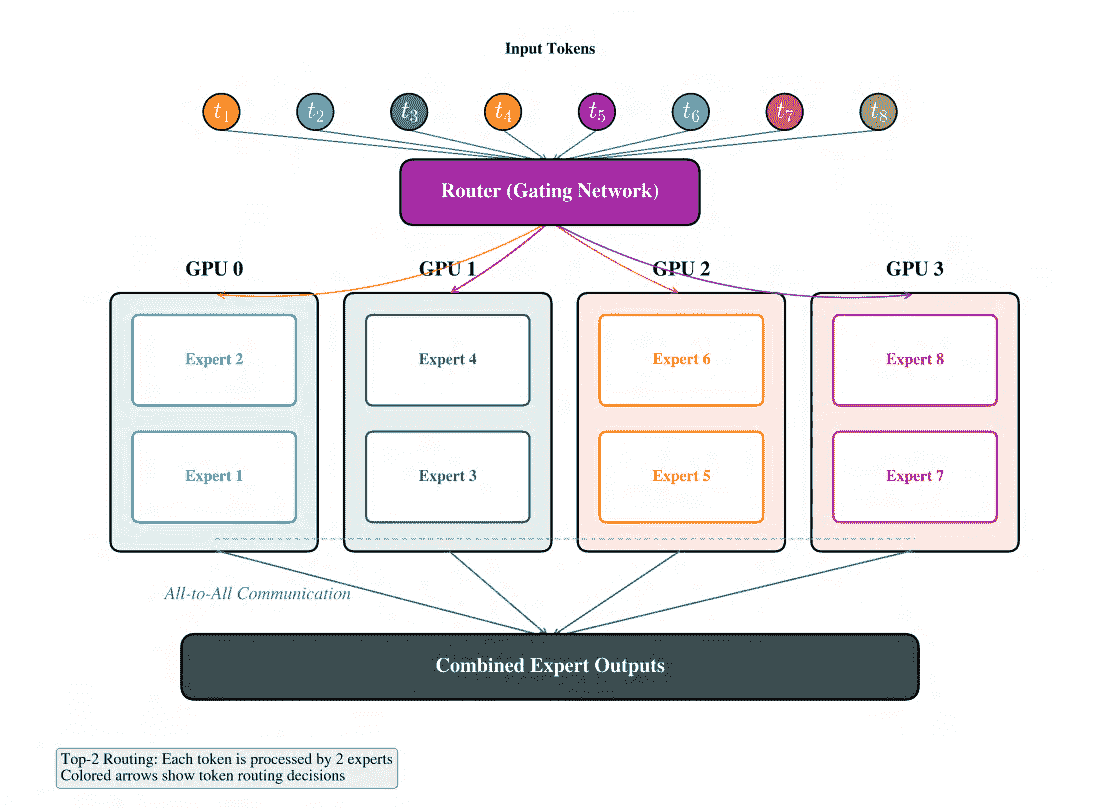 Input Tokens
t1 t2 t3 t4 t5 t6 t7 t8
Router (Gating Network)
GPU 0 GPU 1 GPU 2 GPU 3
Expert 2 Expert 4 Expert 6 Expert 8
Expert 1 Expert 3 Expert 5 Expert 7
All-to-All Communication
Combined Expert Outputs
Top-2 Routing: Each token is processed by 2 experts
Colored arrows show token routing decisions